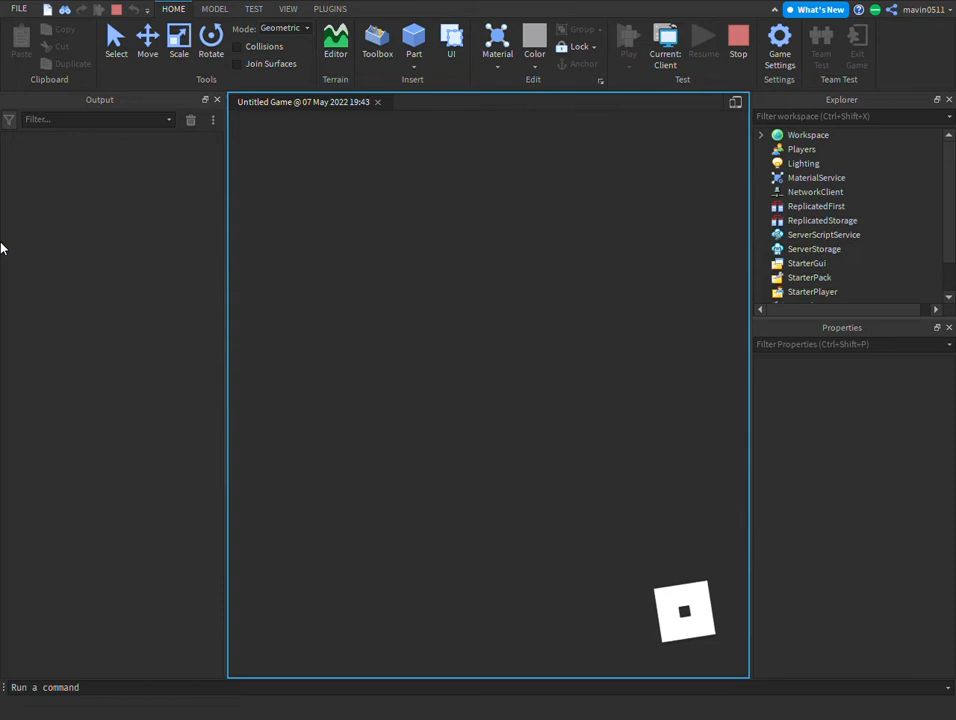 FILE HOME MODEL TEST VIEW PLUGINS What's New mavin0511
Paste Copy Cut Duplicate Select Move Scale Rotate Mode: Geometric Collisions Join Surfaces Editor Toolbox Part UI Material Color Group Lock Anchor Play Current: Client Resume Stop Game Settings Team Test Exit Game
Clipboard Tools Terrain Insert Edit Test Settings Team Test
Output
Filter...
Untitled Game @ 07 May 2022 19:43
Explorer
Filter workspace (Ctrl+Shift+X)
Workspace
Players
Lighting
MaterialService
NetworkClient
ReplicatedFirst
ReplicatedStorage
ServerScriptService
ServerStorage
StarterGui
StarterPack
StarterPlayer
Properties
Filter Properties (Ctrl+Shift+P)
Run a command